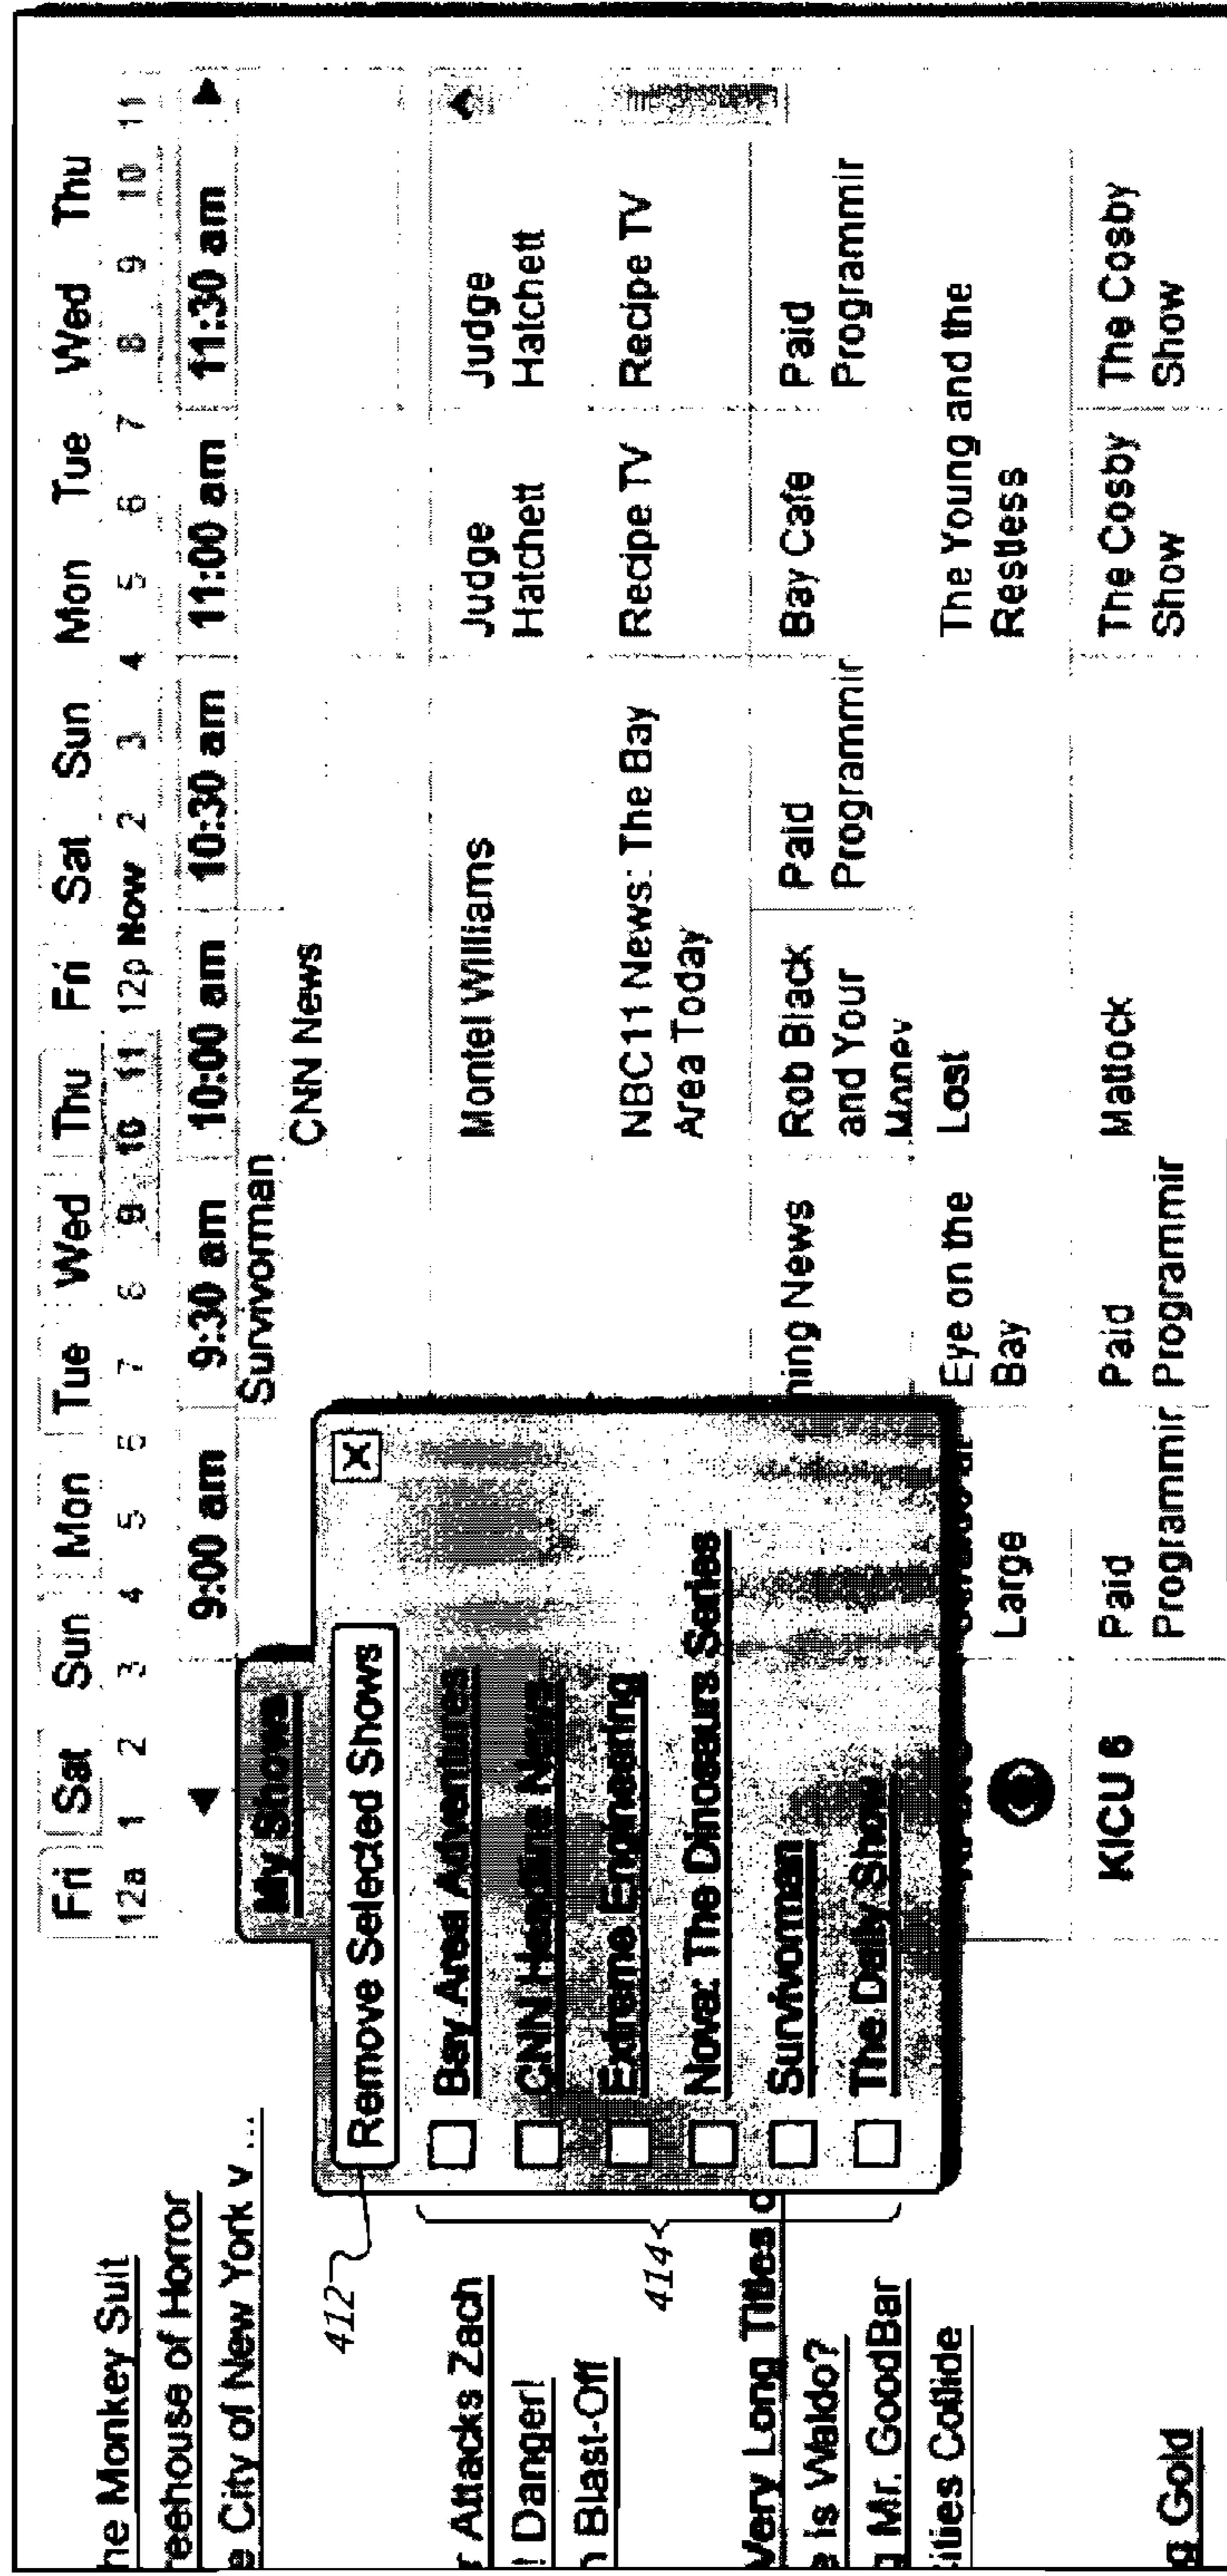 Fri Sat Sun Mon Tue Wed Thu Fri Sat Sun Mon Tue Wed Thu
12a 1 2 3 4 5 6 7 8 9 10 11 12p Now 2 3 4 5 6 7 8 9 10 11
9:00 am 9:30 am 10:00 am 10:30 am 11:00 am 11:30 am
he Monkey Suit
reehouse of Horror
e City of New York v ...
r Attacks Zach
! Danger!
n Blast-Off
Very Long Titles o
e is Waldo?
g Mr. GoodBar
ities Collide
g Gold
412
414
My Shows
Remove Selected Shows
X
Bay Area Adventures
CNN Headline News
Extreme Engineering
Nova: The Dinosaurs Series
Survivorman
The Daily Show
Survivorman
CNN News
Montel Williams
Judge
Hatchett
Judge
Hatchett
NBC11 News: The Bay
Area Today
Recipe TV
Recipe TV
ning News
Rob Black
and Your
Money
Paid
Programmir
Bay Cafe
Paid
Programmir
Large
Eye on the
Bay
Lost
The Young and the
Restless
KICU 6
Paid
Programmir
Paid
Programmir
Matlock
The Cosby
Show
The Cosby
Show